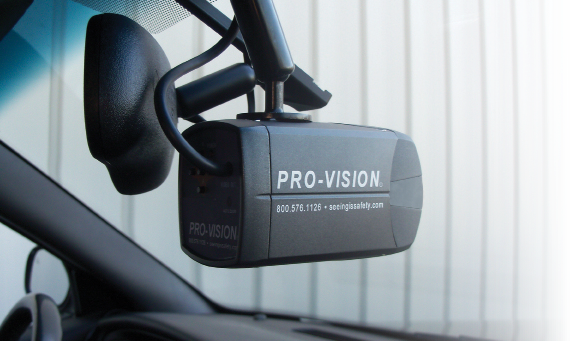 PRO-VISION
800.576.1126 • seeingissafety.com
PRO-VISION